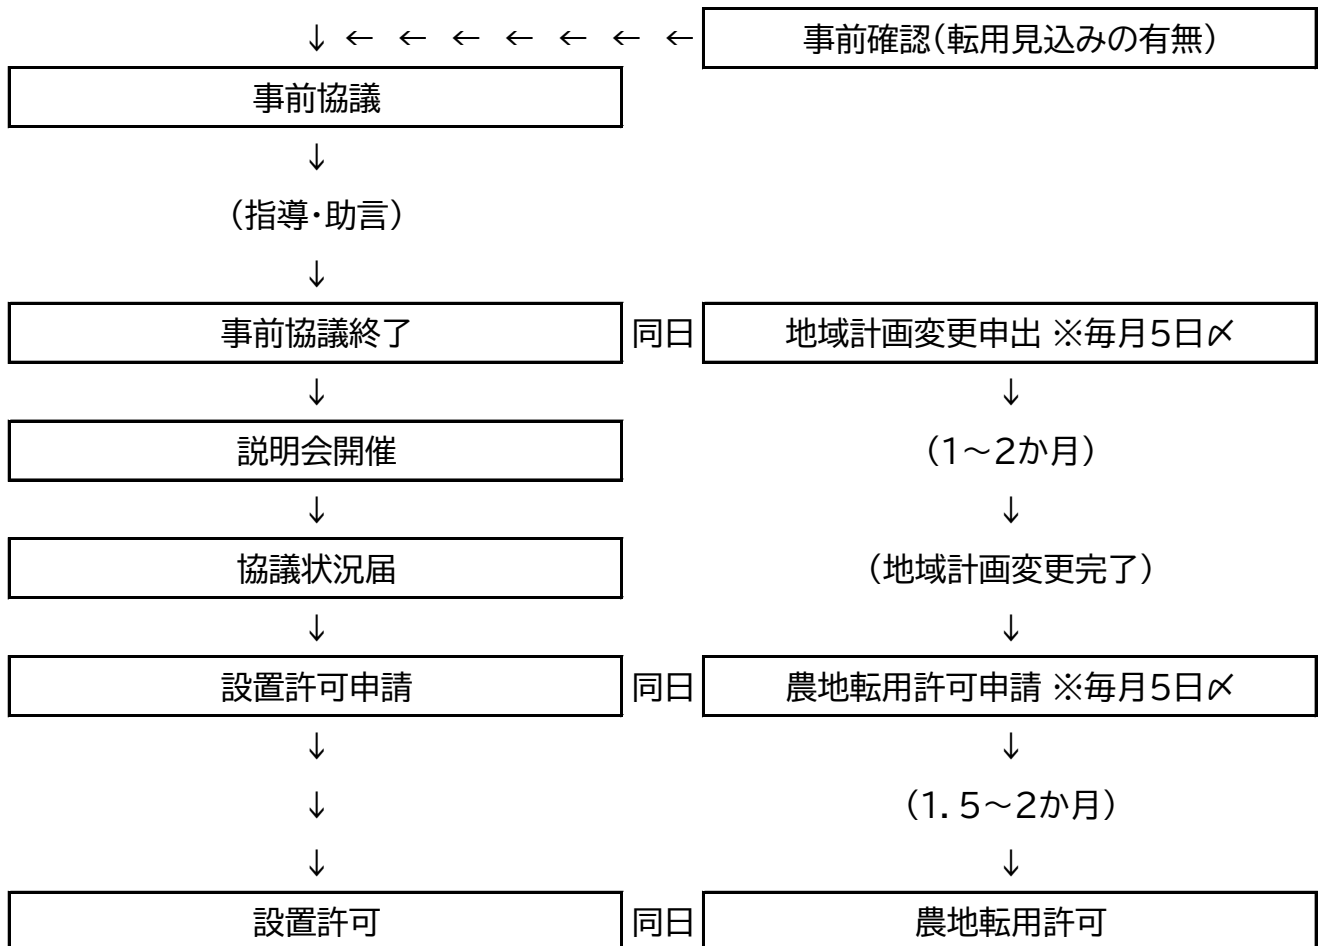 ↓ ← ← ← ← ← ← ← 事前確認(転用見込みの有無)
事前協議
↓
(指導・助言)
↓
事前協議終了 同日 地域計画変更申出 ※毎月5日〆
↓ ↓
説明会開催 (1～2か月)
↓ ↓
協議状況届 (地域計画変更完了)
↓ ↓
設置許可申請 同日 農地転用許可申請 ※毎月5日〆
↓ ↓
↓ (1.5～2か月)
↓ ↓
設置許可 同日 農地転用許可